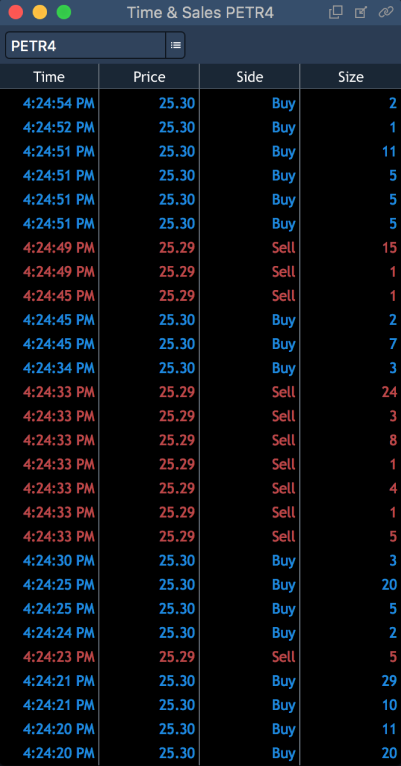 Time & Sales PETR4
PETR4
Time Price Side Size
4:24:54 PM 25.30 Buy 2
4:24:52 PM 25.30 Buy 1
4:24:51 PM 25.30 Buy 11
4:24:51 PM 25.30 Buy 5
4:24:51 PM 25.30 Buy 5
4:24:51 PM 25.30 Buy 5
4:24:49 PM 25.29 Sell 15
4:24:49 PM 25.29 Sell 1
4:24:45 PM 25.29 Sell 1
4:24:45 PM 25.30 Buy 2
4:24:45 PM 25.30 Buy 7
4:24:34 PM 25.30 Buy 3
4:24:33 PM 25.29 Sell 24
4:24:33 PM 25.29 Sell 3
4:24:33 PM 25.29 Sell 8
4:24:33 PM 25.29 Sell 1
4:24:33 PM 25.29 Sell 4
4:24:33 PM 25.29 Sell 1
4:24:33 PM 25.29 Sell 5
4:24:30 PM 25.30 Buy 3
4:24:25 PM 25.30 Buy 20
4:24:25 PM 25.30 Buy 5
4:24:24 PM 25.30 Buy 2
4:24:23 PM 25.29 Sell 5
4:24:21 PM 25.30 Buy 29
4:24:21 PM 25.30 Buy 10
4:24:20 PM 25.30 Buy 11
4:24:20 PM 25.30 Buy 20